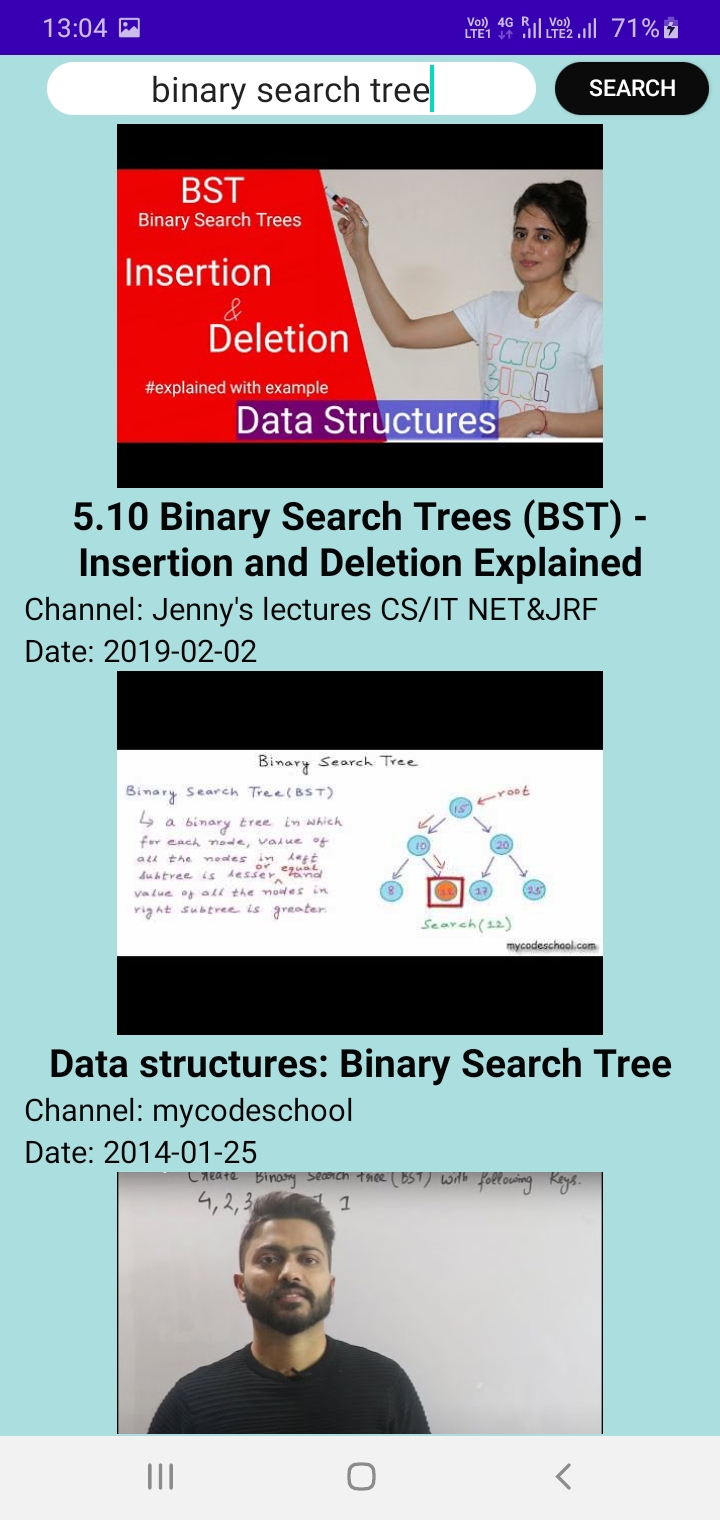 13:04
Vo)) LTE1 4G R Vo)) LTE2 71%
binary search tree
SEARCH
BST
Binary Search Trees
Insertion
&
Deletion
#explained with example
Data Structures
THIS
GIRL
5.10 Binary Search Trees (BST) -
Insertion and Deletion Explained
Channel: Jenny's lectures CS/IT NET&JRF
Date: 2019-02-02
Binary Search Tree
Binary Search Tree (BST)
↳ a binary tree in which
for each node, value of
all the nodes in left
or equal
subtree is lesser ^ and
value of all the nodes in
right subtree is greater.
root
15
10 20
8 12 17 25
Search(12)
mycodeschool.com
Data structures: Binary Search Tree
Channel: mycodeschool
Date: 2014-01-25
Create Binary Search tree (BST) with following Keys.
4, 2, 3 1